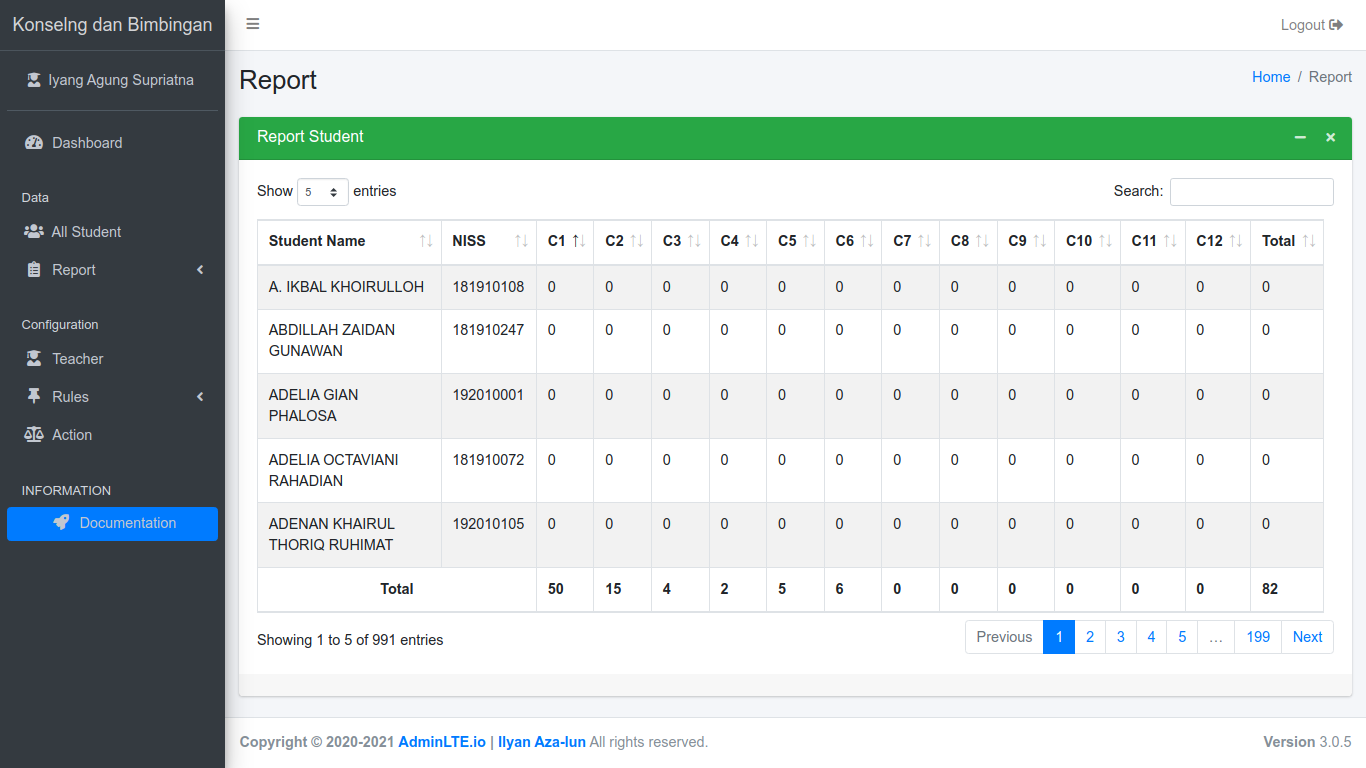 Konselng dan Bimbingan
Logout
Iyang Agung Supriatna
Dashboard
Data
All Student
Report
Configuration
Teacher
Rules
Action
INFORMATION
Documentation
Report
Home / Report
Report Student
Show 5 entries
Search:
Student Name NISS C1 C2 C3 C4 C5 C6 C7 C8 C9 C10 C11 C12 Total
A. IKBAL KHOIRULLOH 181910108 0 0 0 0 0 0 0 0 0 0 0 0 0
ABDILLAH ZAIDAN 181910247 0 0 0 0 0 0 0 0 0 0 0 0 0
GUNAWAN
ADELIA GIAN 192010001 0 0 0 0 0 0 0 0 0 0 0 0 0
PHALOSA
ADELIA OCTAVIANI 181910072 0 0 0 0 0 0 0 0 0 0 0 0 0
RAHADIAN
ADENAN KHAIRUL 192010105 0 0 0 0 0 0 0 0 0 0 0 0 0
THORIQ RUHIMAT
Total 50 15 4 2 5 6 0 0 0 0 0 0 82
Showing 1 to 5 of 991 entries
Previous 1 2 3 4 5 … 199 Next
Copyright © 2020-2021 AdminLTE.io | Ilyan Aza-lun All rights reserved.
Version 3.0.5